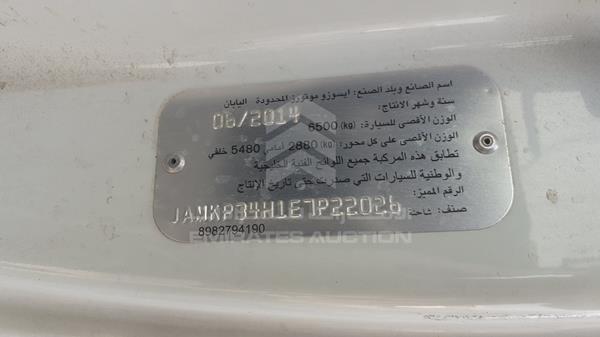 اسم الصانع وبلد الصنع: ايسوزو موتورز المحدودة اليابان
سنة وشهر الانتاج:
06/2014
الوزن الأقصى للسيارة: (kg) 6500
الوزن الأقصى على كل محور: (kg) 2880 أمامي 5480 خلفي
تطابق هذه المركبة جميع اللوائح الفنية الخليجية
والوطنية للسيارات التي صدرت حتى تاريخ الإنتاج
الرقم المميز:
JAMKP34H1E7P22026
صنف: شاحنة
8982794190
EMIRATES AUCTION